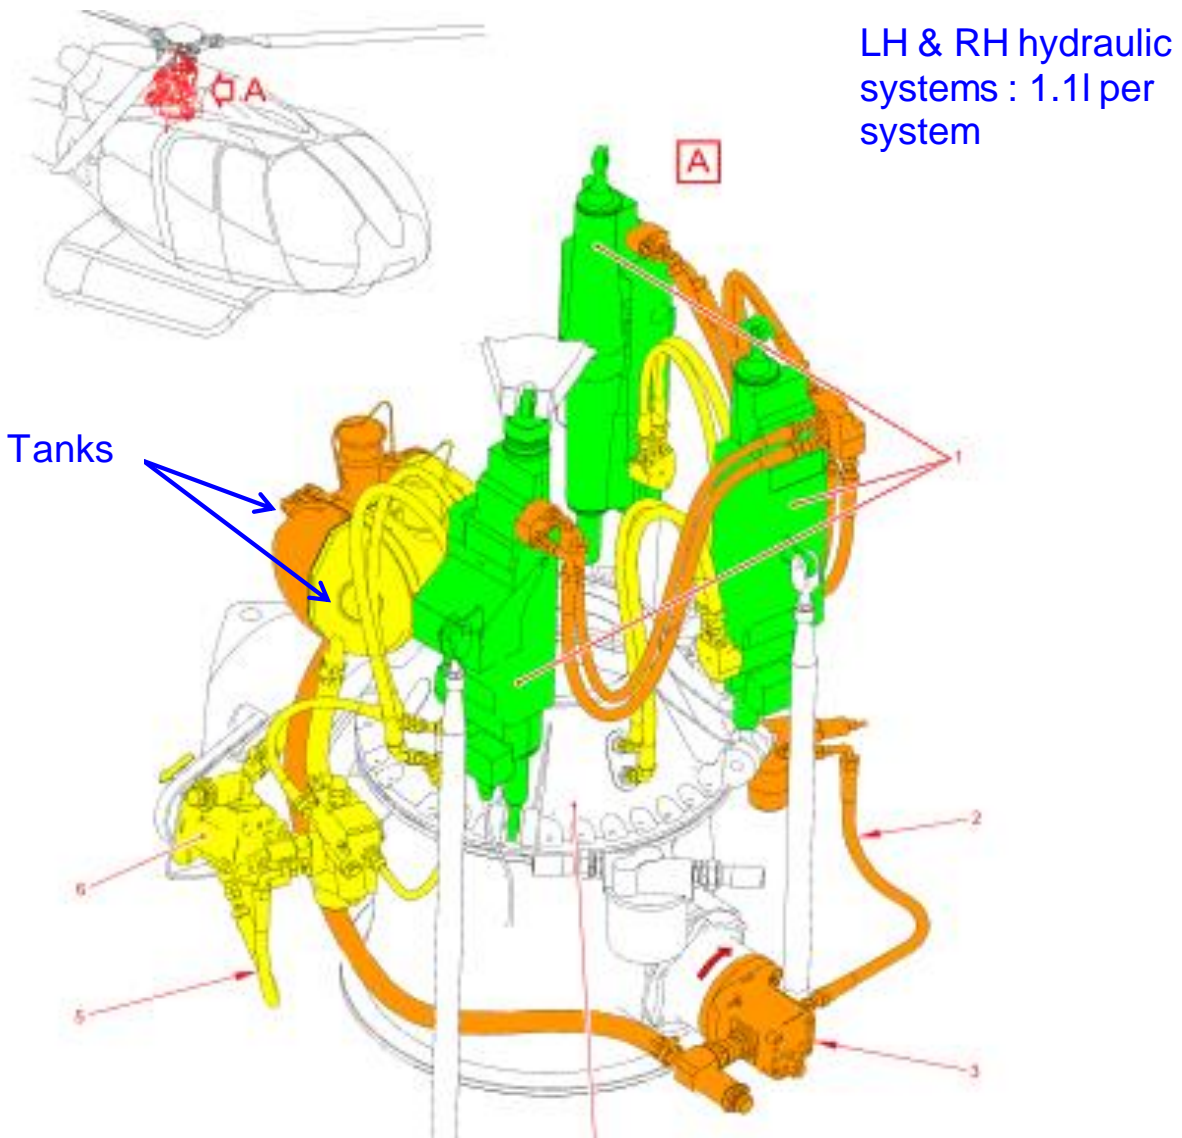 LH & RH hydraulic
systems : 1.1l per
system
A
A
Tanks
1
2
6
5
3